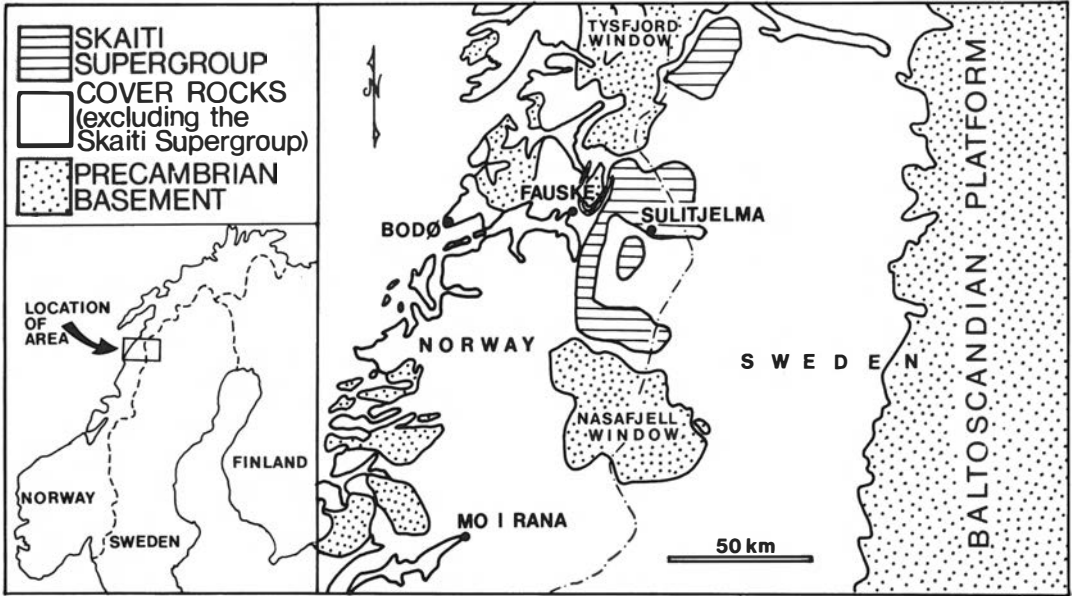 SKAITI
SUPERGROUP
COVER ROCKS
(excluding the
Skaiti Supergroup)
PRECAMBRIAN
BASEMENT
LOCATION
OF
AREA
NORWAY
SWEDEN
FINLAND
N
TYSFJORD
WINDOW
FAUSKE
BODØ
SULITJELMA
NORWAY
SWEDEN
NASAFJELL
WINDOW
MO I RANA
50 km
BALTOSCANDIAN PLATFORM